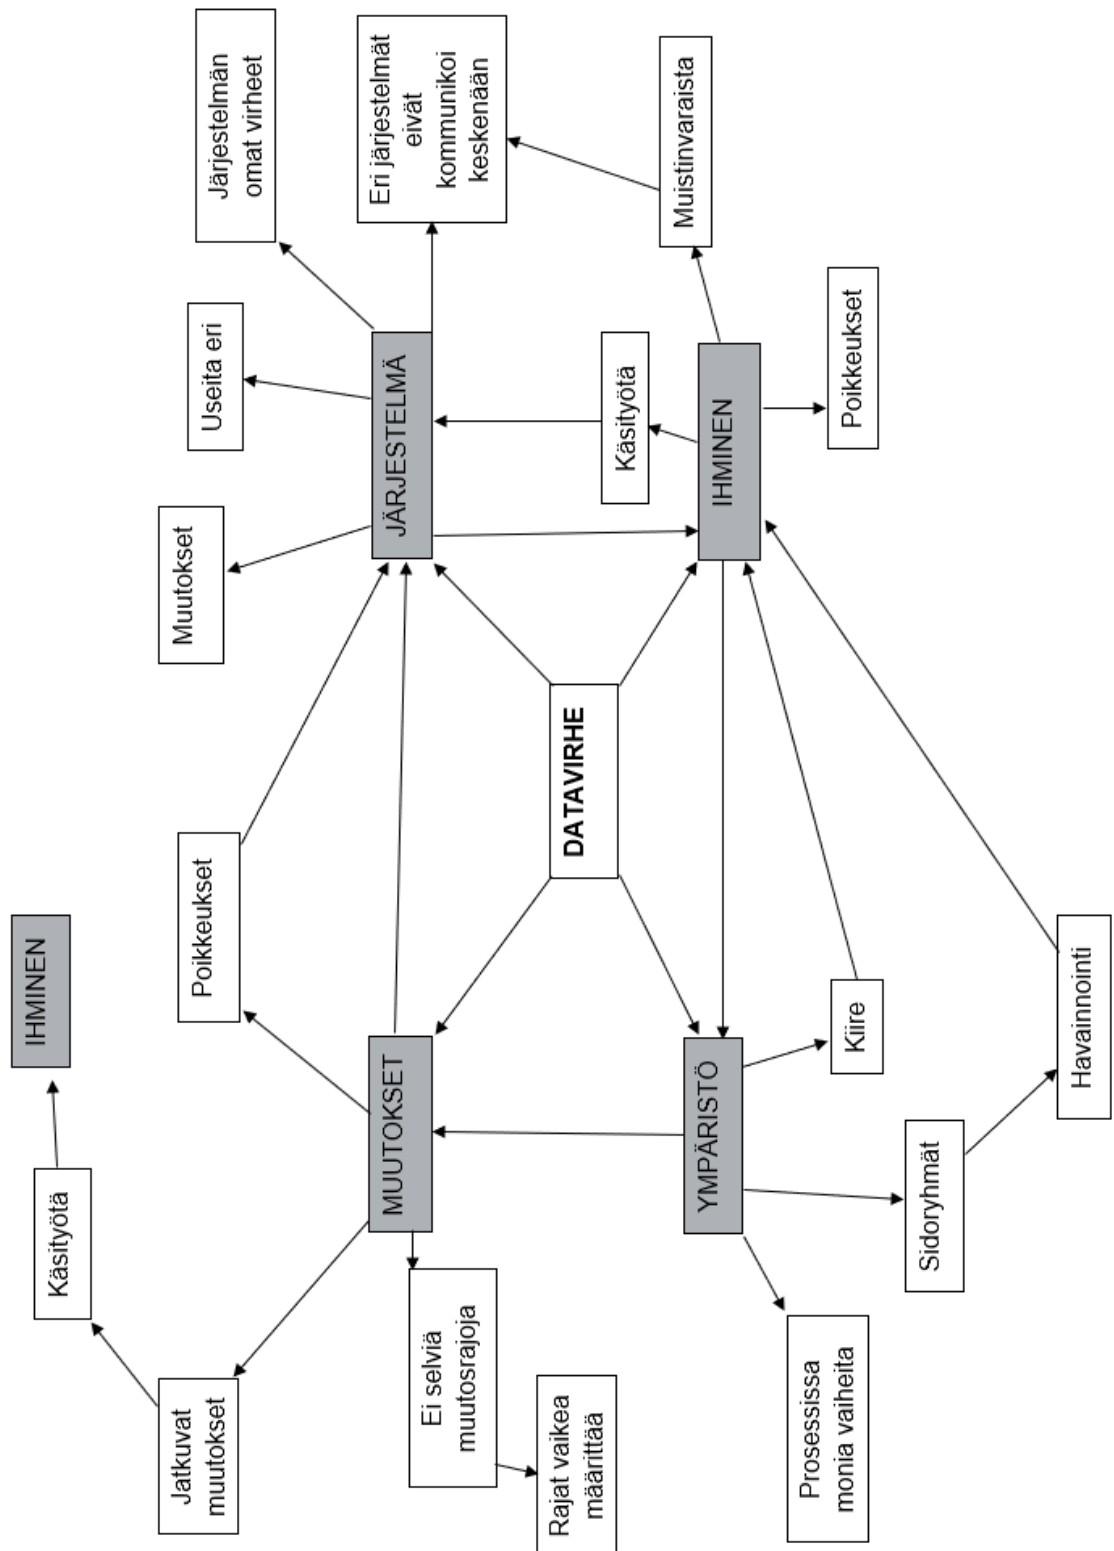 IHMINEN
Käsityötä
Jatkuvat
muutokset
Poikkeukset
Muutokset
Useita eri
Järjestelmän
omat virheet
MUUTOKSET
JÄRJESTELMÄ
Eri järjestelmät
eivät
kommunikoi
keskenään
Ei selviä
muutosrajoja
Rajat vaikea
määrittää
DATAVIRHE
Käsityötä
Muistinvaraista
YMPÄRISTÖ
IHMINEN
Prosessissa
monia vaiheita
Kiire
Poikkeukset
Sidoryhmät
Havainnointi